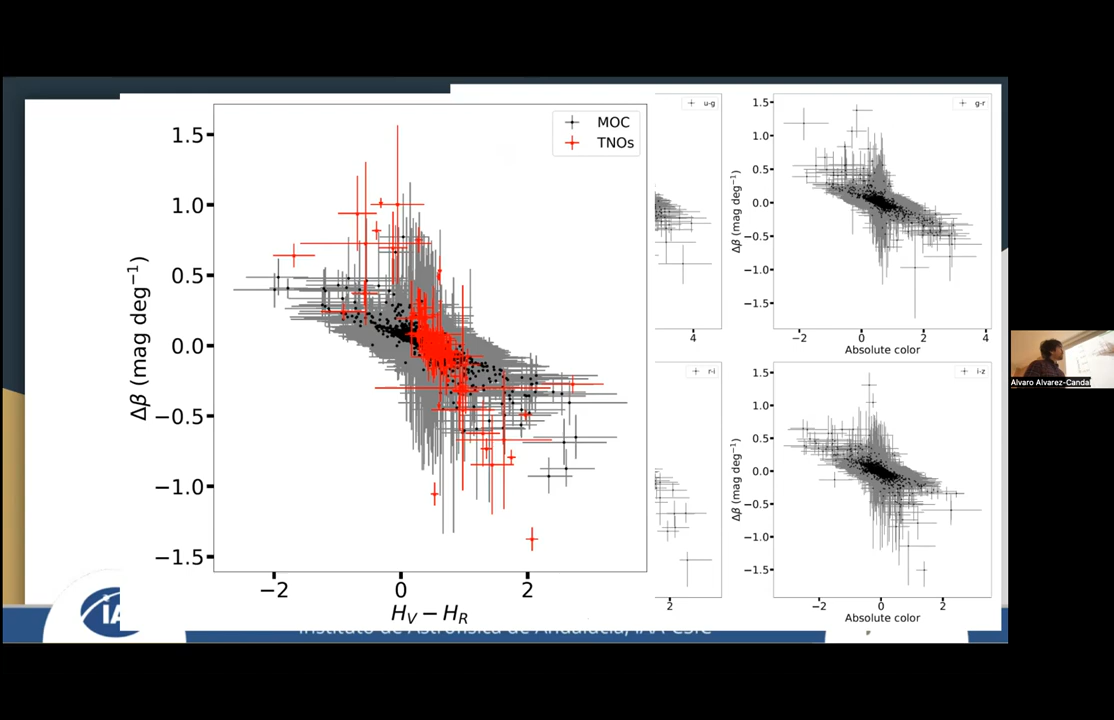 MOC
TNOs
1.5
1.0
0.5
0.0
−0.5
−1.0
−1.5
Δβ (mag deg⁻¹)
−2
0
2
H_V − H_R
u-g
4
r-i
2
g-r
1.5
1.0
0.5
0.0
−0.5
−1.0
−1.5
Δβ (mag deg⁻¹)
−2
0
2
4
Absolute color
i-z
1.5
1.0
0.5
0.0
−0.5
−1.0
−1.5
Δβ (mag deg⁻¹)
−2
0
2
Absolute color
Instituto de Astrofísica de Andalucía, IAA-CSIC
Alvaro Alvarez-Candal